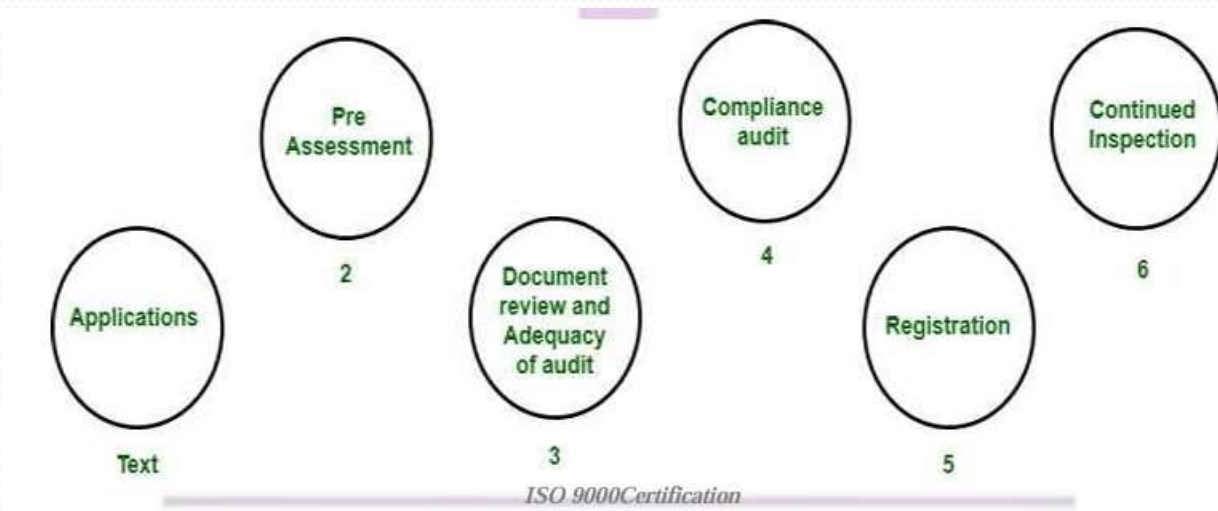 Applications
Text
Pre
Assessment
2
Document
review and
Adequacy
of audit
3
Compliance
audit
4
Registration
5
Continued
Inspection
6
ISO 9000Certification